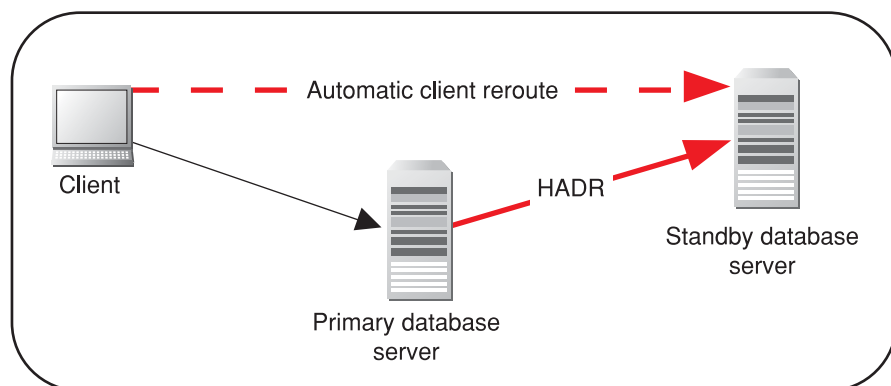 Automatic client reroute
Client
HADR
Standby database
server
Primary database
server